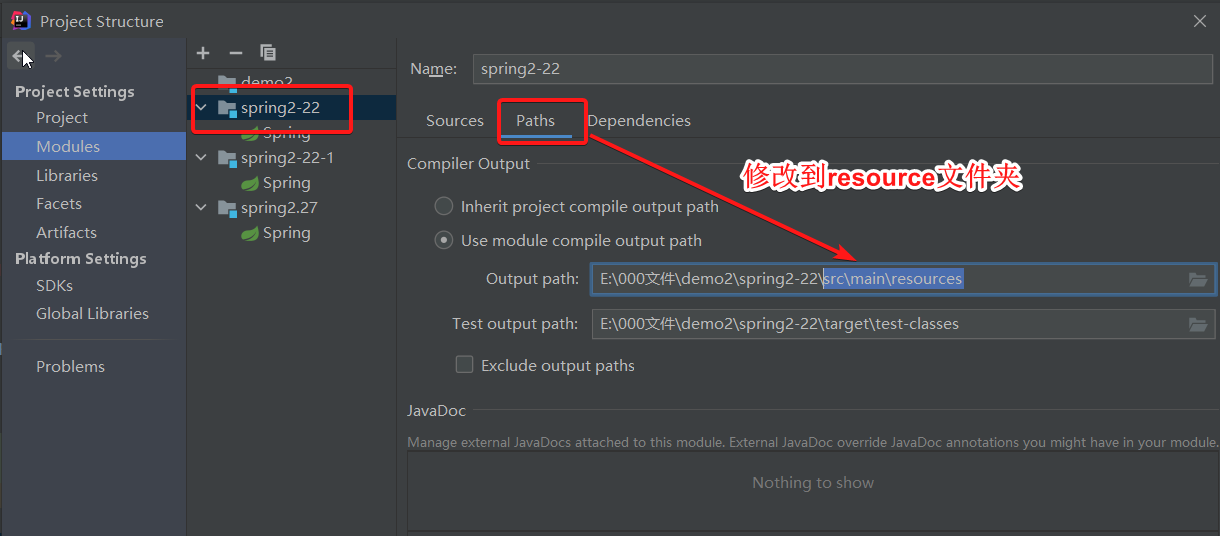 Project Structure
Project Settings
Project
Modules
Libraries
Facets
Artifacts
Platform Settings
SDKs
Global Libraries
Problems
demo2
spring2-22
Spring
spring2-22-1
Spring
spring2.27
Spring
Name: spring2-22
Sources Paths Dependencies
修改到resource文件夹
Compiler Output
Inherit project compile output path
Use module compile output path
Output path: E:\000文件\demo2\spring2-22\src\main\resources
Test output path: E:\000文件\demo2\spring2-22\target\test-classes
Exclude output paths
JavaDoc
Manage external JavaDocs attached to this module. External JavaDoc override JavaDoc annotations you might have in your module.
Nothing to show